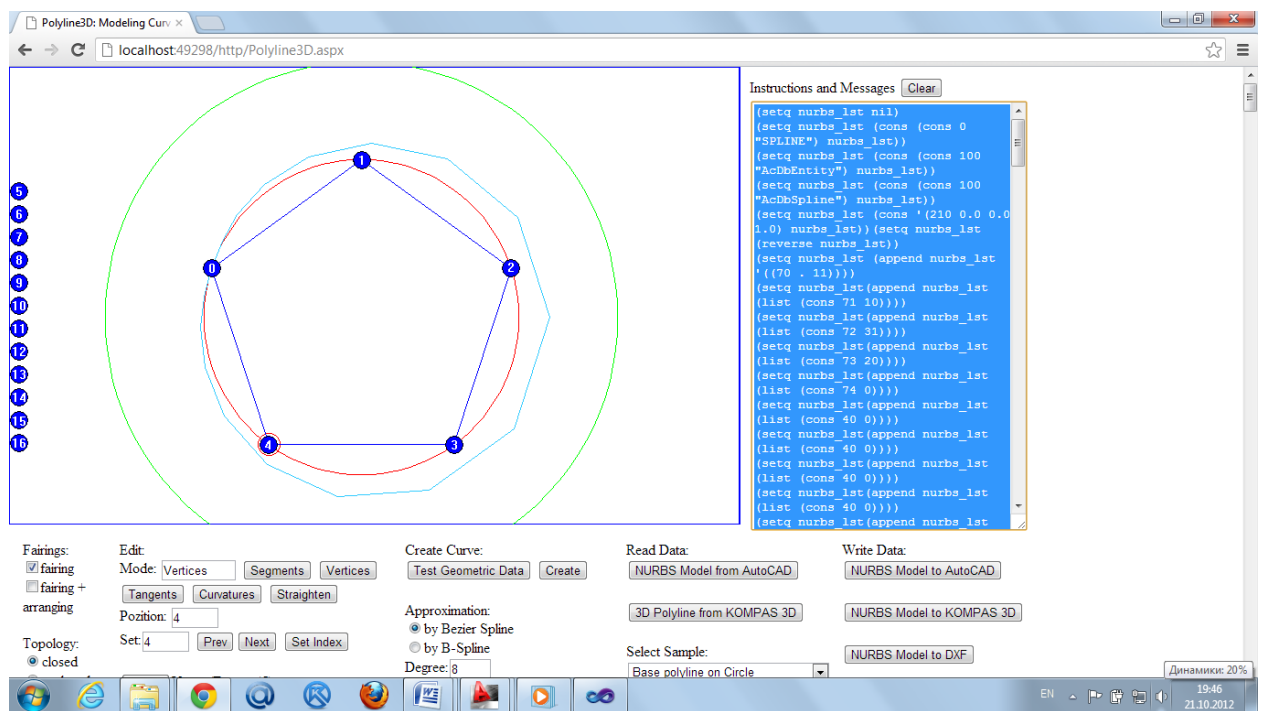 Polyline3D: Modeling Curv ×
localhost:49298/http/Polyline3D.aspx
Instructions and Messages Clear
(setq nurbs_lst nil)
(setq nurbs_lst (cons (cons 0
"SPLINE") nurbs_lst))
(setq nurbs_lst (cons (cons 100
"AcDbEntity") nurbs_lst))
(setq nurbs_lst (cons (cons 100
"AcDbSpline") nurbs_lst))
(setq nurbs_lst (cons '(210 0.0 0.0
1.0) nurbs_lst))(setq nurbs_lst
(reverse nurbs_lst))
(setq nurbs_lst (append nurbs_lst
'((70 . 11))))
(setq nurbs_lst(append nurbs_lst
(list (cons 71 10))))
(setq nurbs_lst(append nurbs_lst
(list (cons 72 31))))
(setq nurbs_lst(append nurbs_lst
(list (cons 73 20))))
(setq nurbs_lst(append nurbs_lst
(list (cons 74 0))))
(setq nurbs_lst(append nurbs_lst
(list (cons 40 0))))
(setq nurbs_lst(append nurbs_lst
(list (cons 40 0))))
(setq nurbs_lst(append nurbs_lst
(list (cons 40 0))))
(setq nurbs_lst(append nurbs_lst
(list (cons 40 0))))
(setq nurbs_lst(append nurbs_lst
1
0
2
4
3
5
6
7
8
9
10
11
12
13
14
15
16
Fairings:
fairing
fairing +
arranging
Topology:
closed
Edit:
Mode: Vertices Segments Vertices
Tangents Curvatures Straighten
Pozition: 4
Set: 4 Prev Next Set Index
Create Curve:
Test Geometric Data Create
Approximation:
by Bezier Spline
by B-Spline
Degree: 8
Read Data:
NURBS Model from AutoCAD
3D Polyline from KOMPAS 3D
Select Sample:
Base polyline on Circle
Write Data:
NURBS Model to AutoCAD
NURBS Model to KOMPAS 3D
NURBS Model to DXF
Динамики: 20%
EN
19:46
21.10.2012